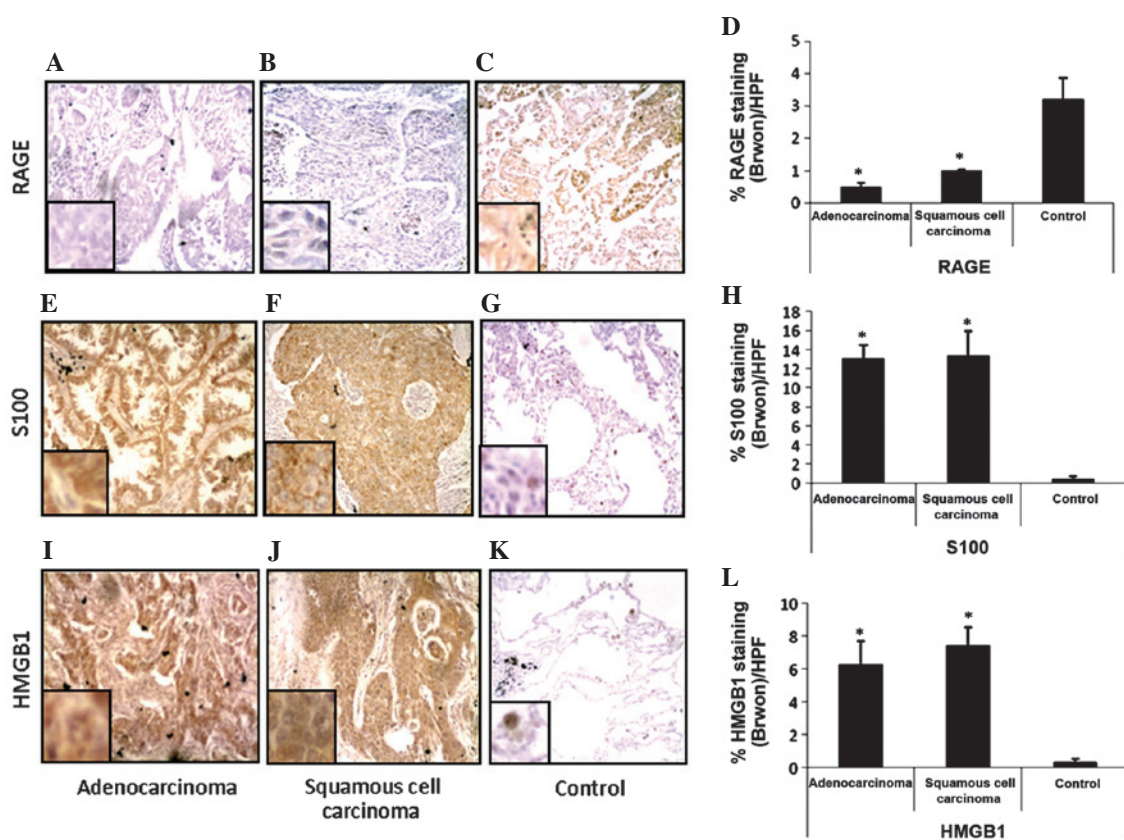 A
B
C
RAGE
D
% RAGE staining
(Brwon)/HPF
5
4
3
2
1
0
*
*
Adenocarcinoma
Squamous cell
carcinoma
Control
RAGE
E
F
G
S100
H
% S100 staining
(Brwon)/HPF
18
16
14
12
10
8
6
4
2
0
*
*
Adenocarcinoma
Squamous cell
carcinoma
Control
S100
I
J
K
HMGB1
Adenocarcinoma
Squamous cell
carcinoma
Control
L
% HMGB1 staining
(Brwon)/HPF
10
8
6
4
2
0
*
*
Adenocarcinoma
Squamous cell
carcinoma
Control
HMGB1